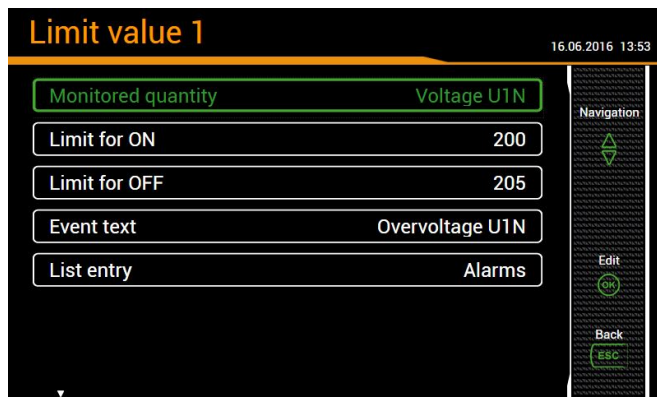 Limit value 1
16.06.2016 13:53
Monitored quantity Voltage U1N
Navigation
Limit for ON 200
Limit for OFF 205
Event text Overvoltage U1N
List entry Alarms
Edit
OK
Back
ESC